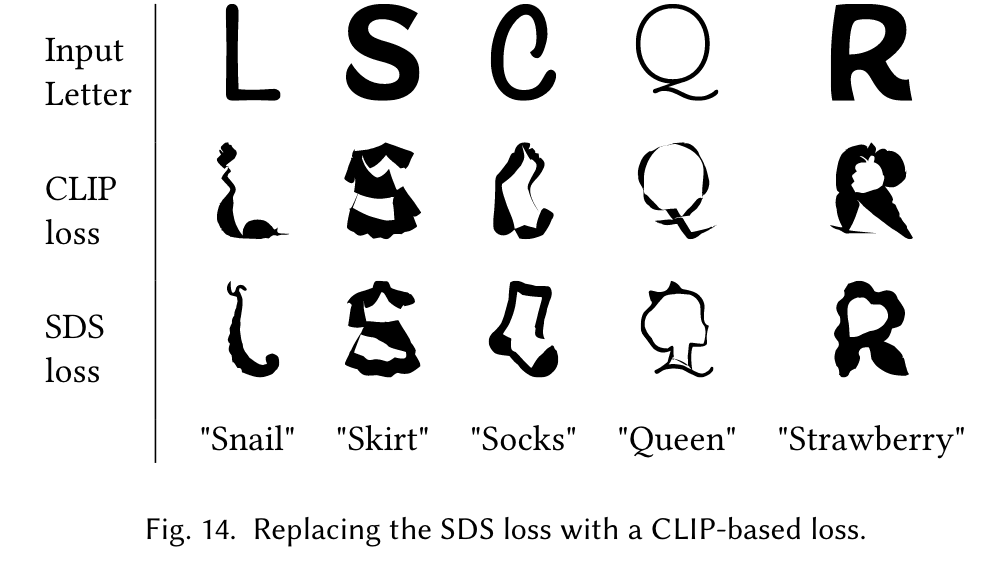 Input
Letter
L S C Q R
CLIP
loss
SDS
loss
"Snail" "Skirt" "Socks" "Queen" "Strawberry"
Fig. 14. Replacing the SDS loss with a CLIP-based loss.